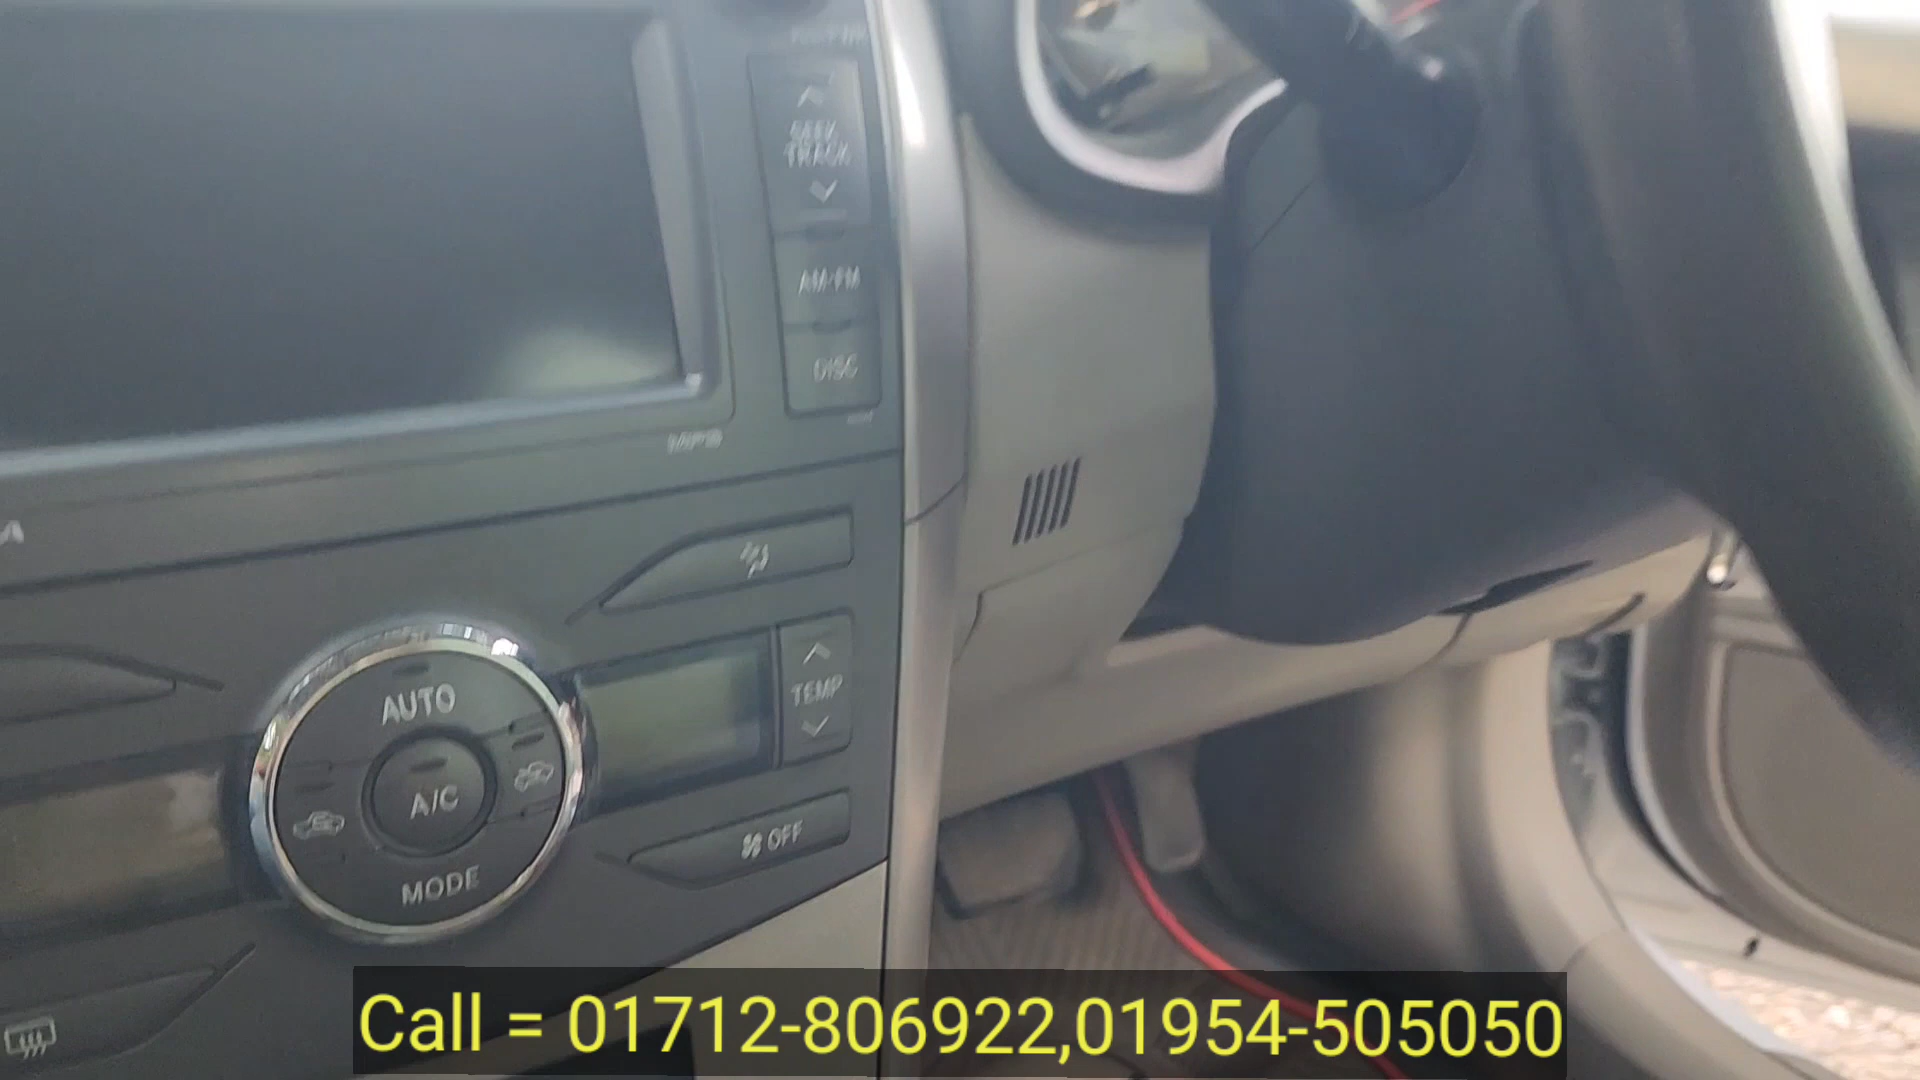 SEEK
TRACK
AM·FM
DISC
A
AUTO
TEMP
A/C
OFF
MODE
Call = 01712-806922,01954-505050